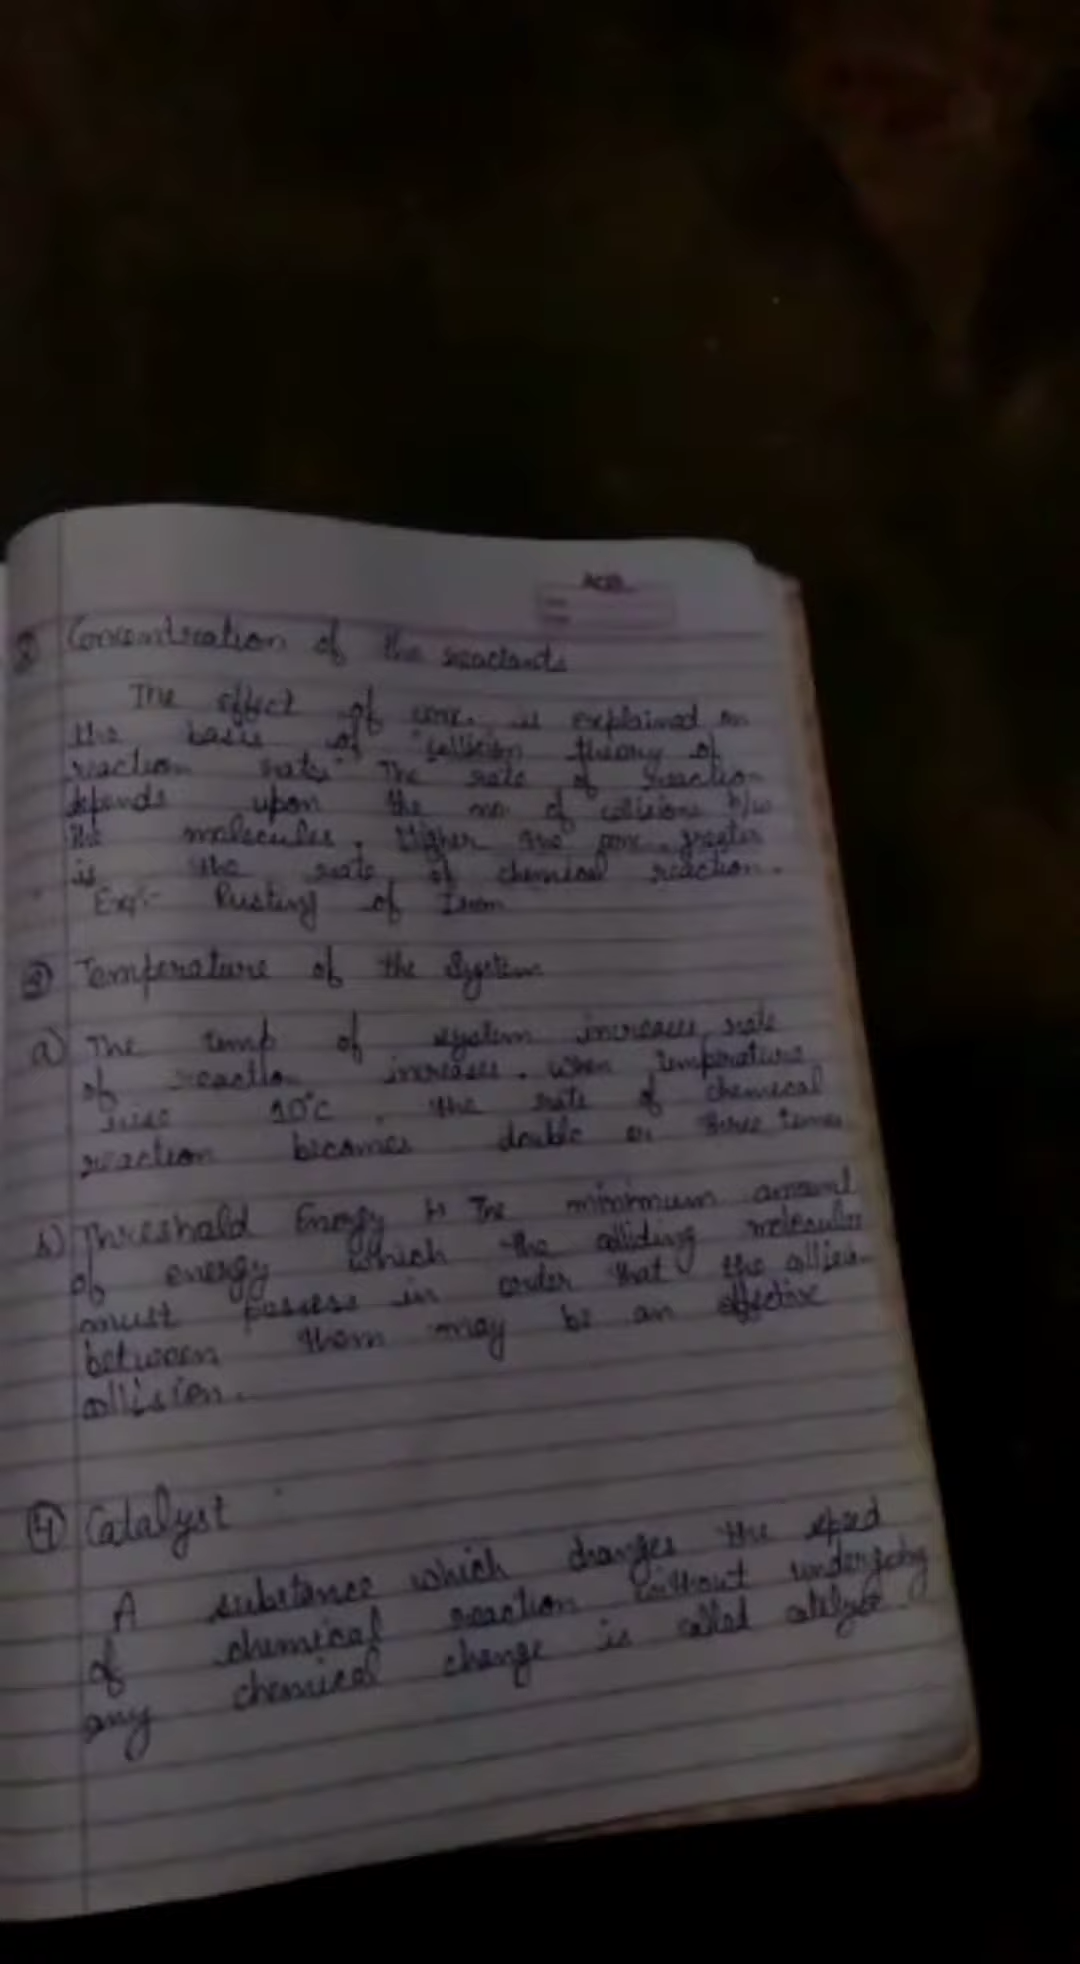 ② Concentration of the reactants
The effect of conc. is explained on
the basis of "collision theory of
reaction rate." The rate of reaction
depends upon the no. of collisions b/w
the molecules. Higher the conc. greater
is the rate of chemical reaction.
Exp:- Rusting of Iron
③ Temperature of the System
a) The temp of system increases, rate
of reaction increases. When temperature
rise 10°C, the rate of chemical
reaction becomes double or three times
b) Threshold Energy is The minimum amount
of energy which the colliding molecules
must possess in order that the
between them may be an effective
collision.
④ Catalyst
A substance which changes the speed
of chemical reaction without undergoing
any chemical change is called catalyst